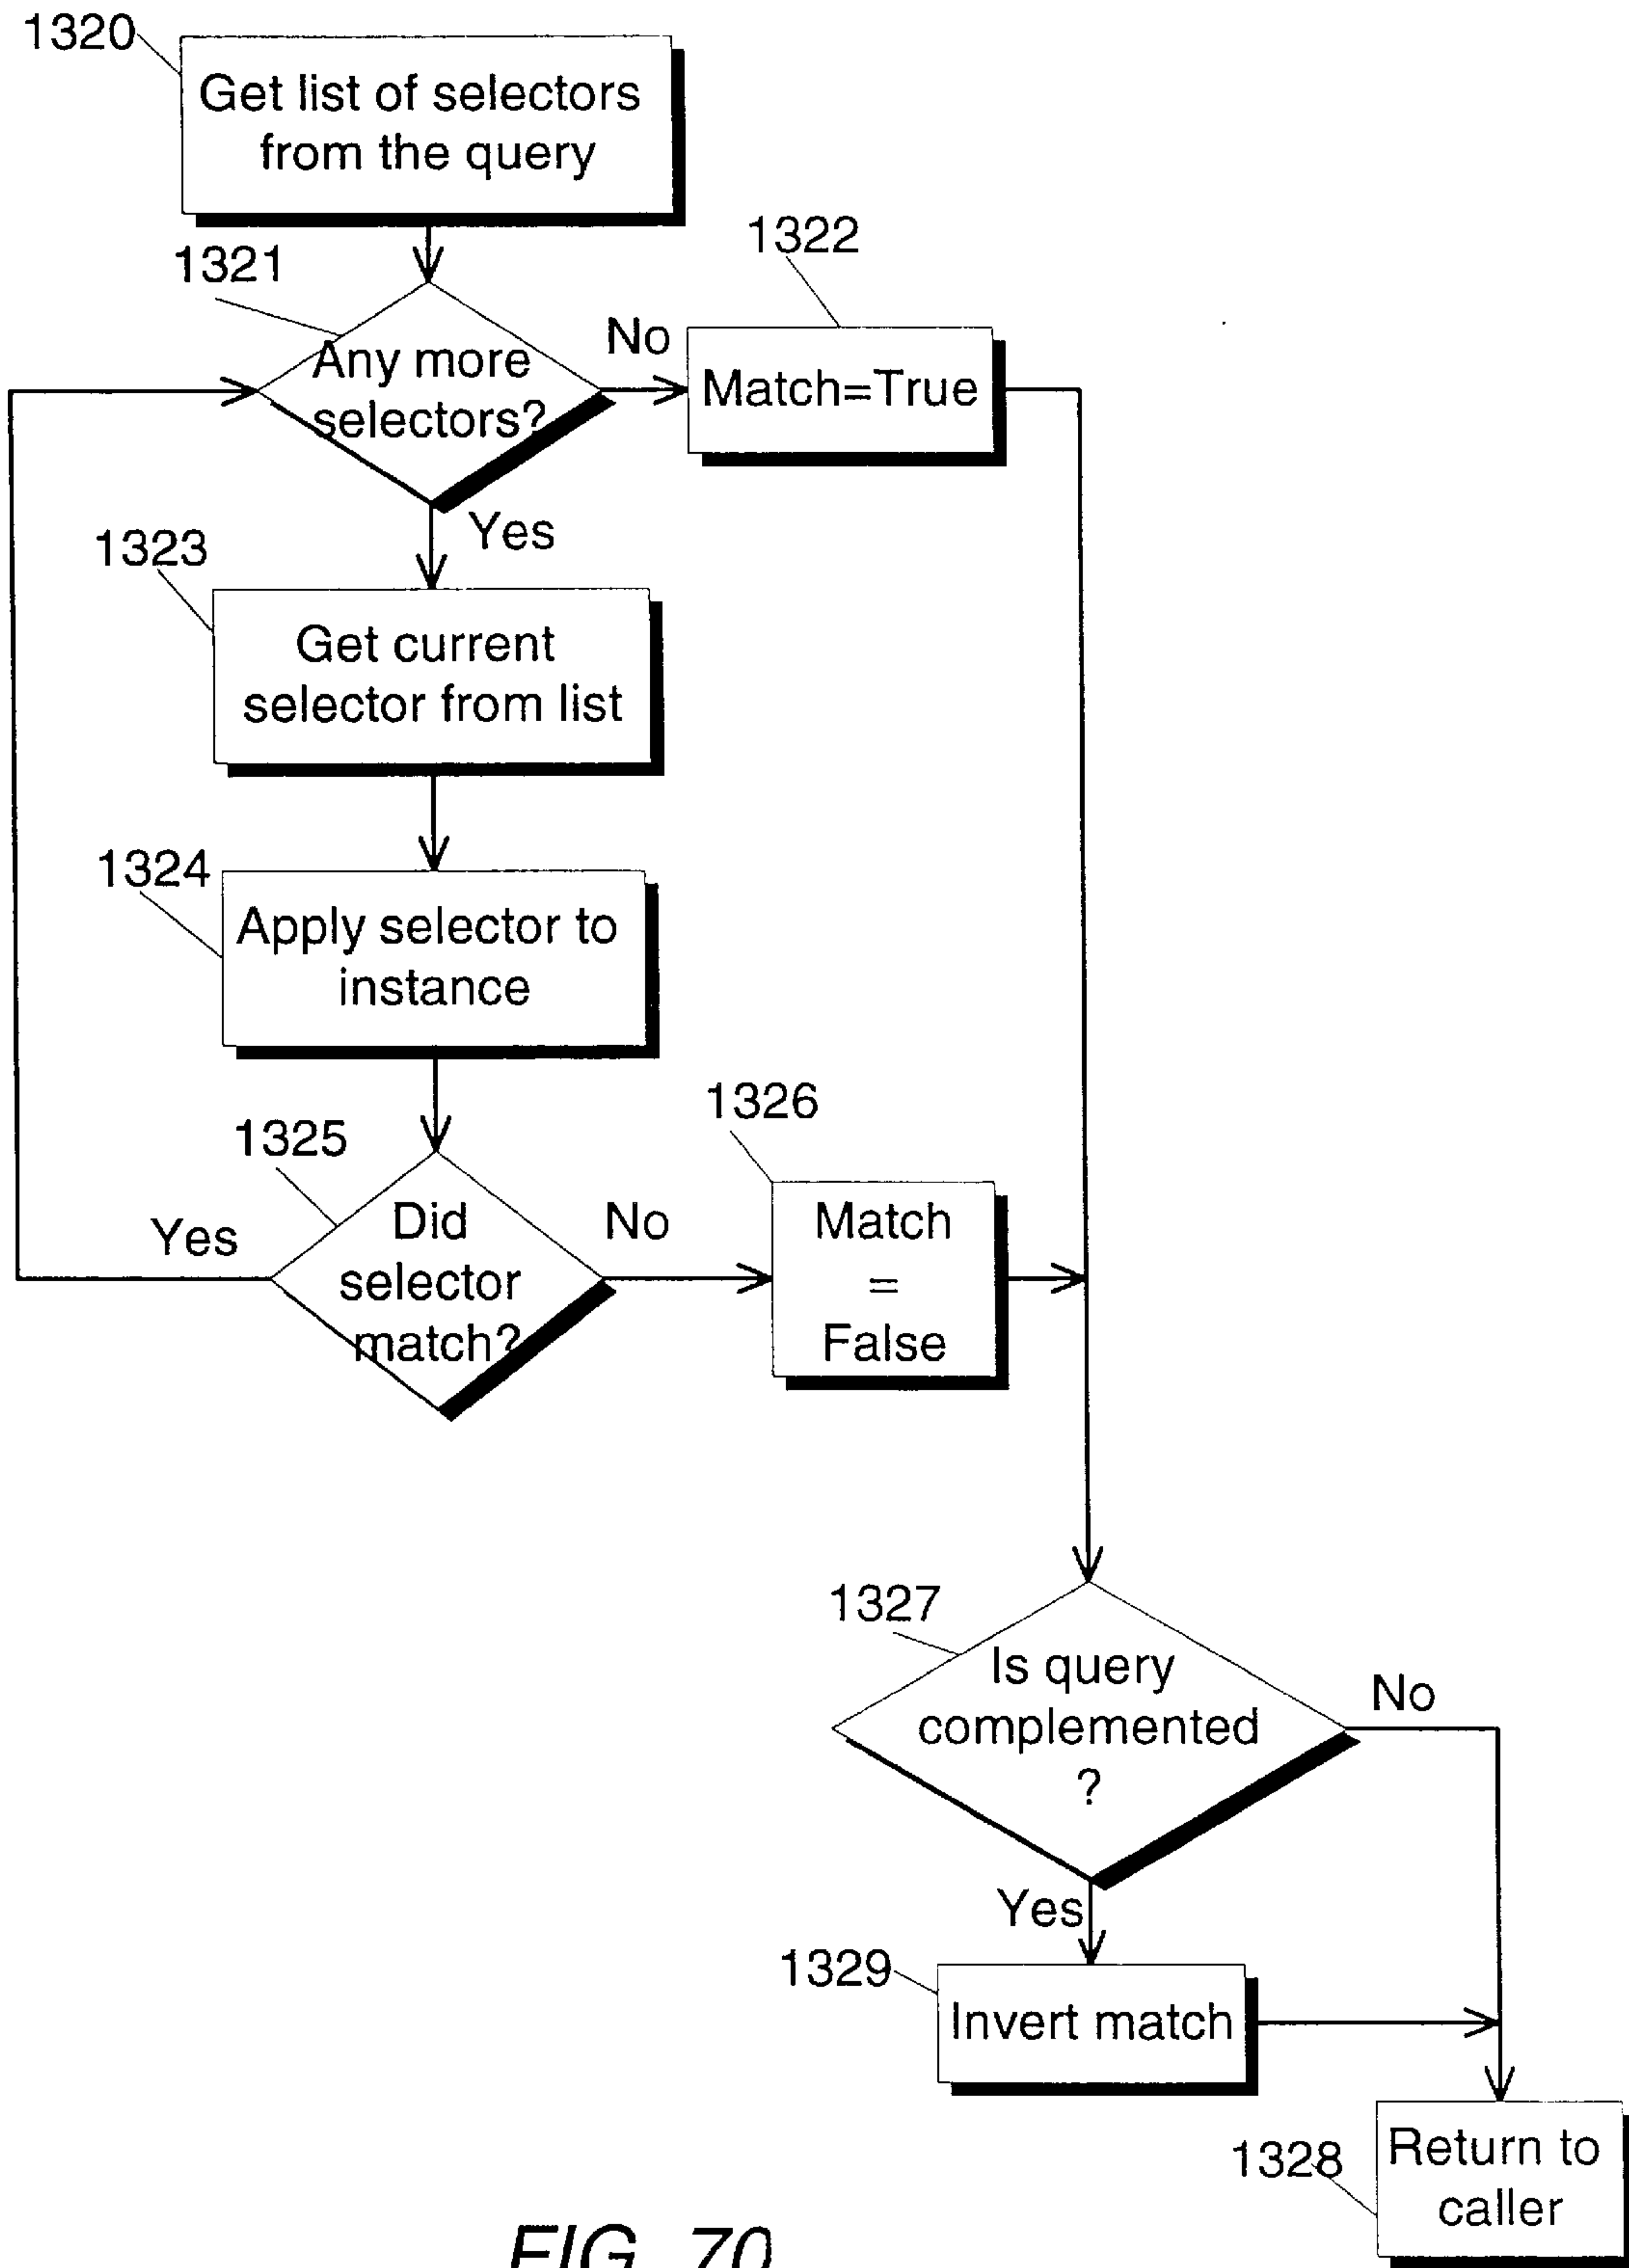 1320
Get list of selectors
from the query
1321
1322
Any more
selectors?
No
Match=True
Yes
1323
Get current
selector from list
1324
Apply selector to
instance
1325
1326
Yes
Did
selector
match?
No
Match
=
False
1327
Is query
complemented
?
No
Yes
1329
Invert match
1328
Return to
caller
FIG. 70